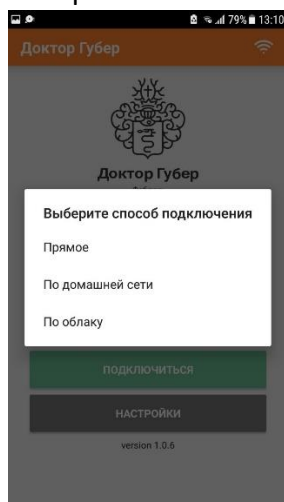 79% 13:10
Доктор Губер
Доктор Губер
Выберите способ подключения
Прямое
По домашней сети
По облаку
ПОДКЛЮЧИТЬСЯ
НАСТРОЙКИ
version 1.0.6